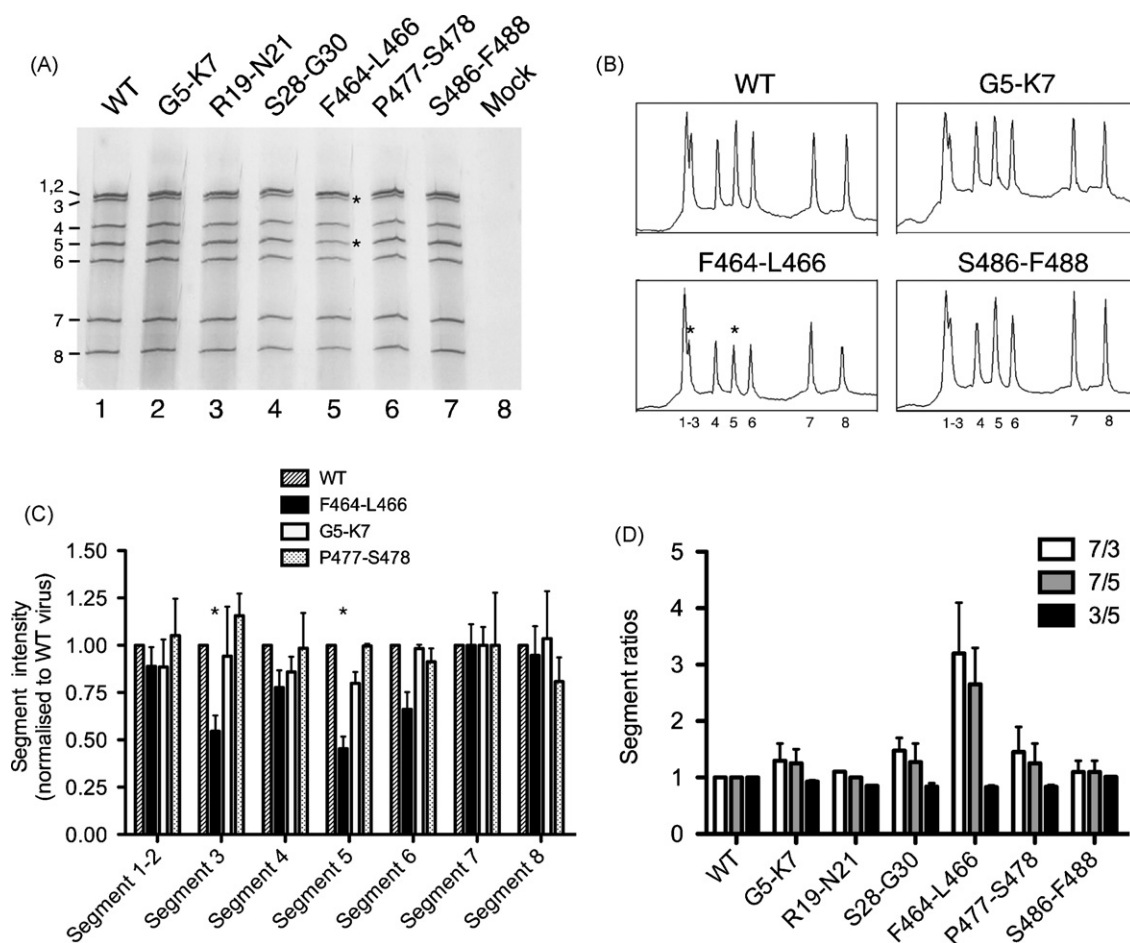 (A)
WT G5-K7 R19-N21 S28-G30 F464-L466 P477-S478 S486-F488 Mock
1,2
3
4
5
6
7
8
*
*
1 2 3 4 5 6 7 8
(B)
WT G5-K7
F464-L466 S486-F488
* *
1-3 4 5 6 7 8 1-3 4 5 6 7 8
(C)
WT
F464-L466
G5-K7
P477-S478
Segment intensity
(normalised to WT virus)
1.50
1.25
1.00
0.75
0.50
0.25
0.00
* *
Segment 1-2 Segment 3 Segment 4 Segment 5 Segment 6 Segment 7 Segment 8
(D)
7/3
7/5
3/5
Segment ratios
5
4
3
2
1
0
WT G5-K7 R19-N21 S28-G30 F464-L466 P477-S478 S486-F488